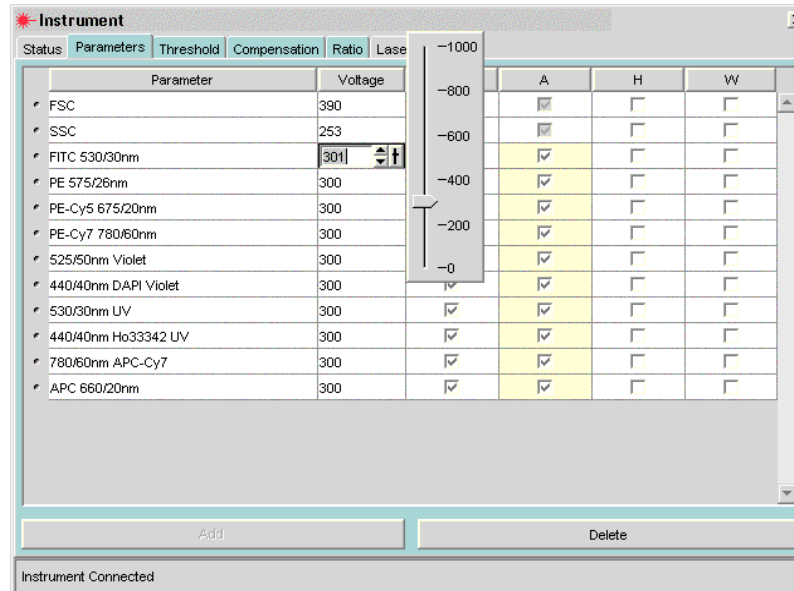 Instrument
Status Parameters Threshold Compensation Ratio Lase
Parameter Voltage A H W
FSC 390
SSC 253
FITC 530/30nm 301
PE 575/26nm 300
PE-Cy5 675/20nm 300
PE-Cy7 780/60nm 300
525/50nm Violet 300
440/40nm DAPI Violet 300
530/30nm UV 300
440/40nm Ho33342 UV 300
780/60nm APC-Cy7 300
APC 660/20nm 300
1000
800
600
400
200
0
Add Delete
Instrument Connected